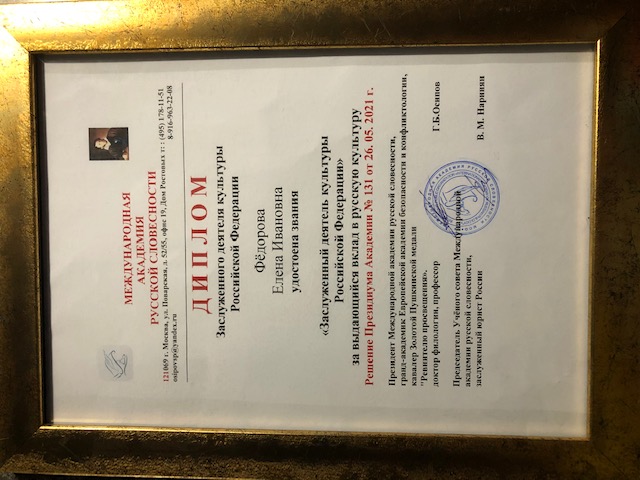 МЕЖДУНАРОДНАЯ
АКАДЕМИЯ
РУССКОЙ СЛОВЕСНОСТИ
121069 г. Москва, ул. Поварская, д. 52/55, офис 19, Дом Ростовых т: : (495) 178-11-51
osipovsp@yandex.ru 8-916-963-22-08
ДИПЛОМ
Заслуженного деятеля культуры
Российской Федерации
Фёдорова
Елена Ивановна
удостоена звания
«Заслуженный деятель культуры
Российской Федерации»
за выдающийся вклад в русскую культуру
Решение Президиума Академии № 131 от 26. 05. 2021 г.
Президент Международной академии русской словесности,
гранд-академик Европейской академии безопасности и конфликтологии,
кавалер Золотой Пушкинской медали
"Ревнителю просвещения",
доктор филологии, профессор Г.Б.Осипов
Председатель Учёного совета Международной
академии русской словесности,
заслуженный юрист России В. М. Наринян